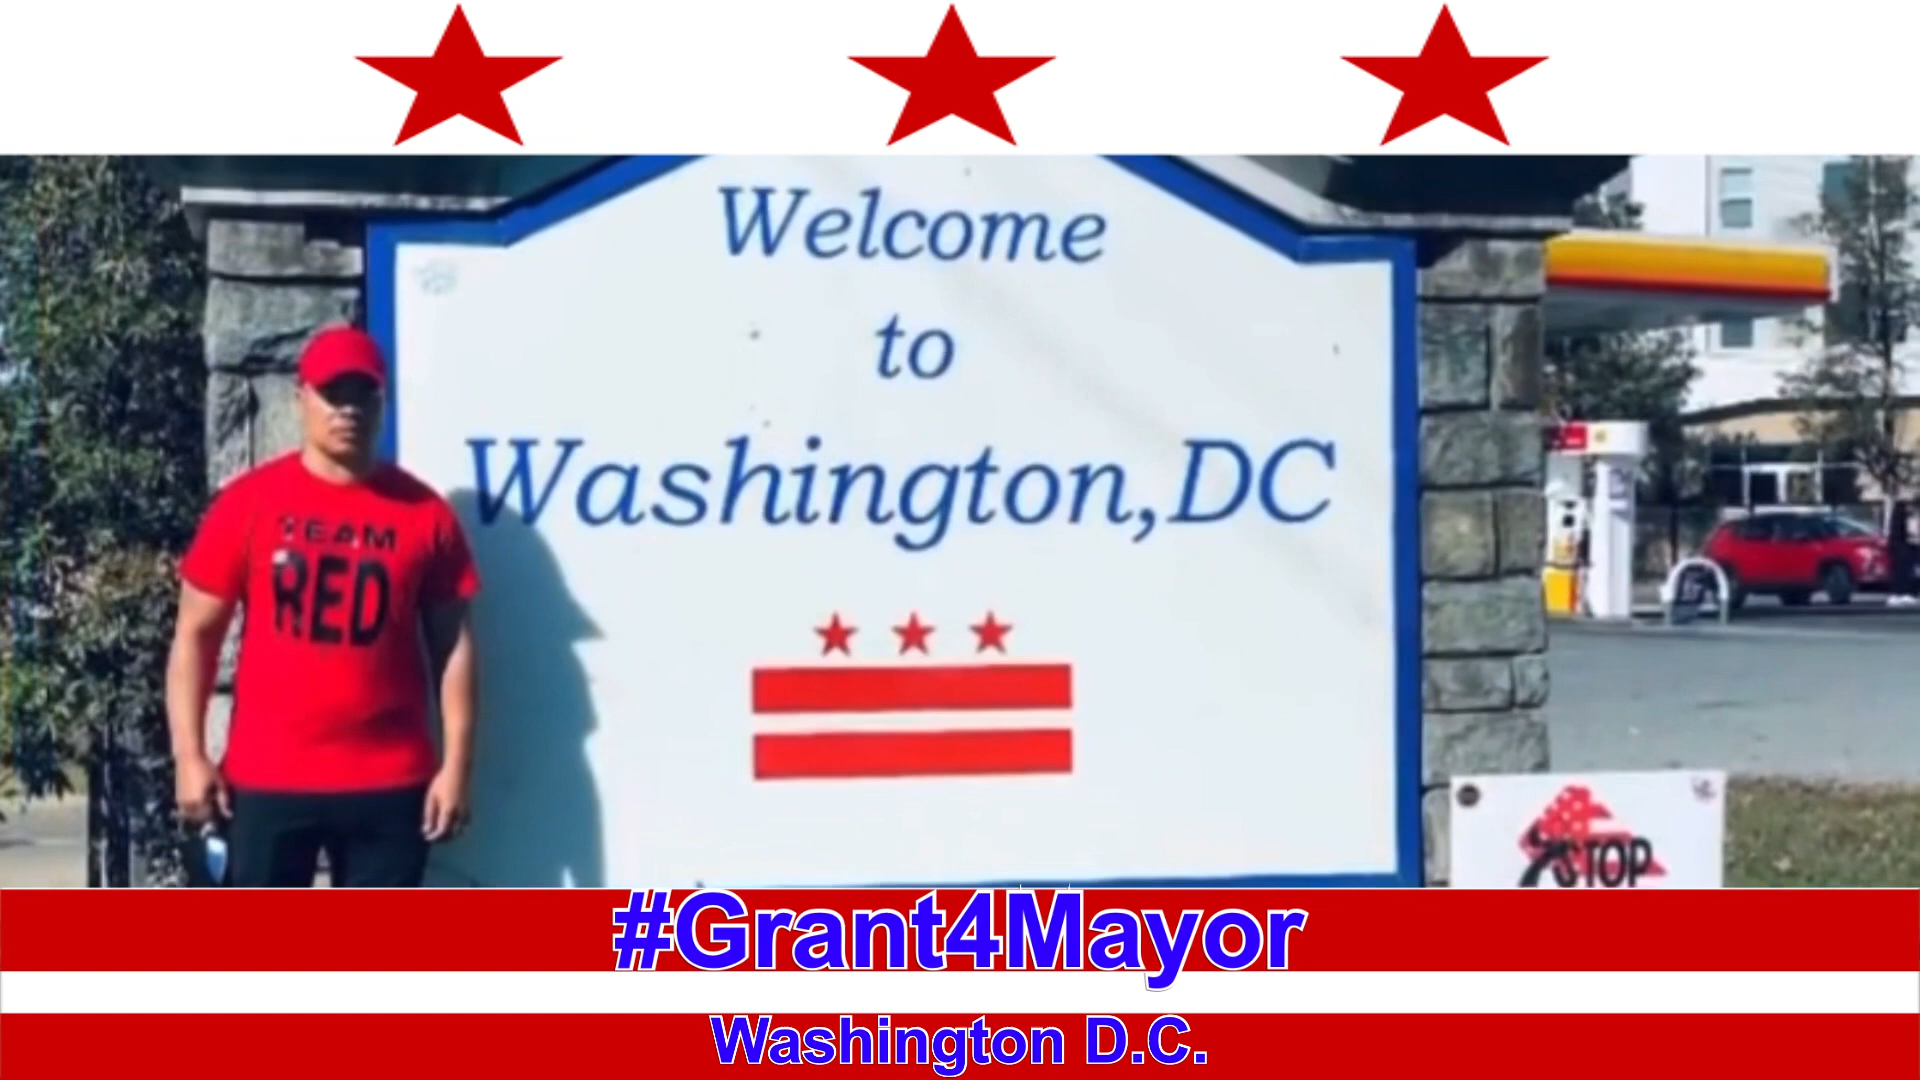 Welcome
to
Washington,DC
TEAM
RED
STOP
#Grant4Mayor
Washington D.C.